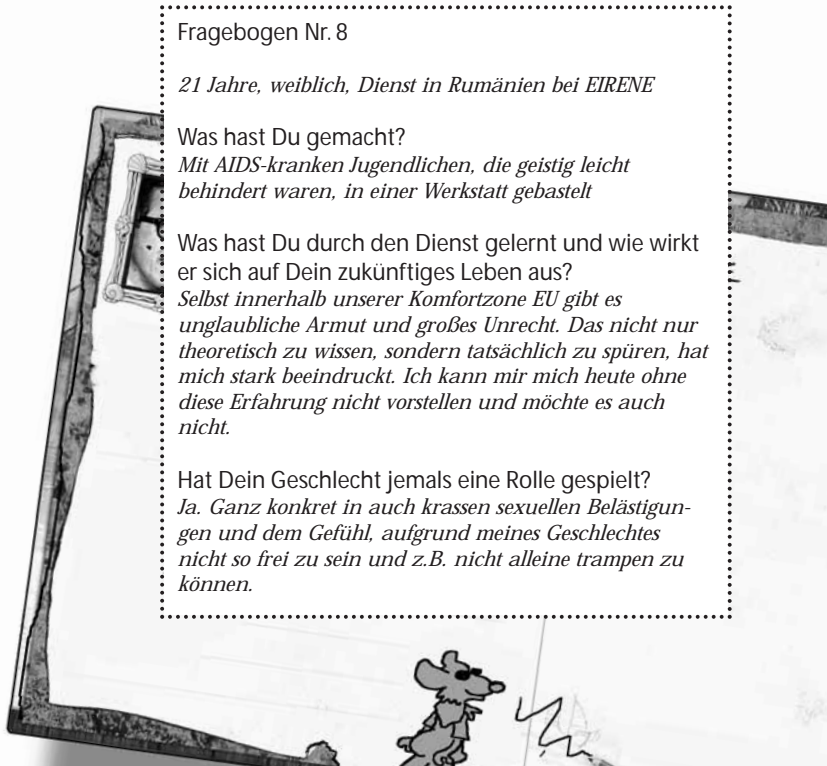 Fragebogen Nr. 8
21 Jahre, weiblich, Dienst in Rumänien bei EIRENE
Was hast Du gemacht?
Mit AIDS-kranken Jugendlichen, die geistig leicht
behindert waren, in einer Werkstatt gebastelt
Was hast Du durch den Dienst gelernt und wie wirkt
er sich auf Dein zukünftiges Leben aus?
Selbst innerhalb unserer Komfortzone EU gibt es
unglaubliche Armut und großes Unrecht. Das nicht nur
theoretisch zu wissen, sondern tatsächlich zu spüren, hat
mich stark beeindruckt. Ich kann mir mich heute ohne
diese Erfahrung nicht vorstellen und möchte es auch
nicht.
Hat Dein Geschlecht jemals eine Rolle gespielt?
Ja. Ganz konkret in auch krassen sexuellen Belästigun-
gen und dem Gefühl, aufgrund meines Geschlechtes
nicht so frei zu sein und z.B. nicht alleine trampen zu
können.